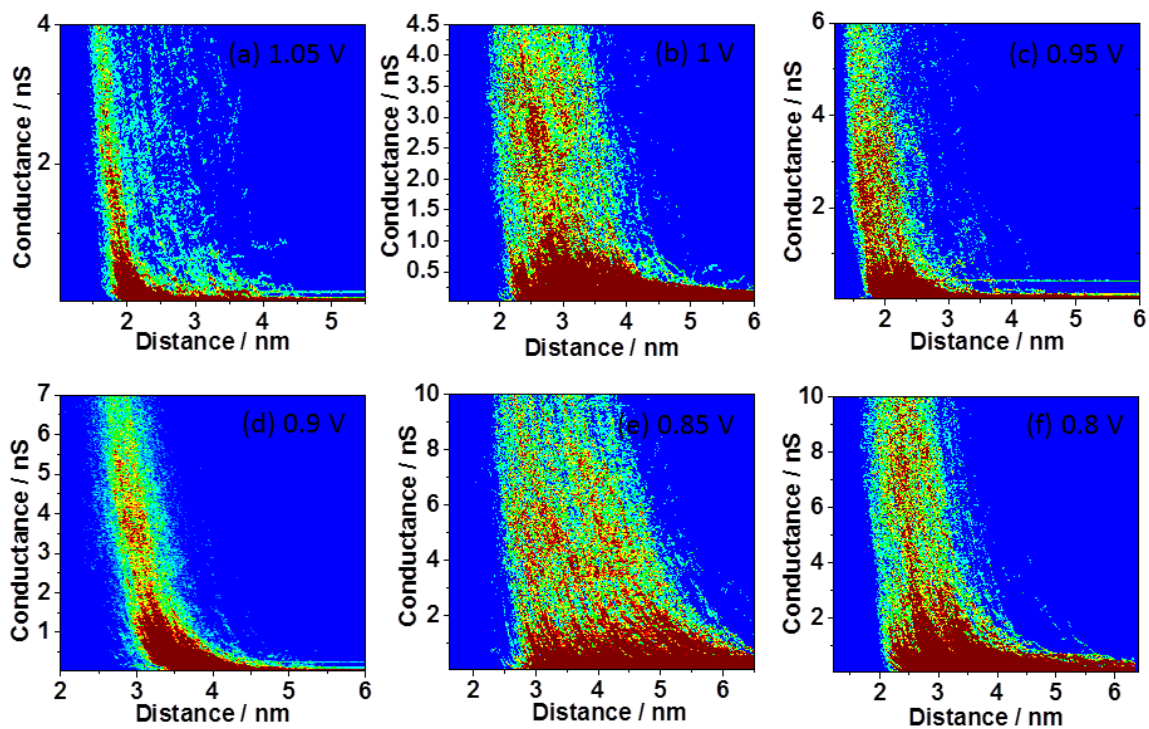 4
2
Conductance / nS
(a) 1.05 V
2 3 4 5
Distance / nm
4.5
4.0
3.5
3.0
2.5
2.0
1.5
1.0
0.5
Conductance / nS
(b) 1 V
2 3 4 5 6
Distance / nm
6
4
2
Conductance / nS
(c) 0.95 V
2 3 4 5 6
Distance / nm
7
6
5
4
3
2
1
Conductance / nS
(d) 0.9 V
2 3 4 5 6
Distance / nm
10
8
6
4
2
Conductance / nS
(e) 0.85 V
2 3 4 5 6
Distance / nm
10
8
6
4
2
Conductance / nS
(f) 0.8 V
2 3 4 5 6
Distance / nm